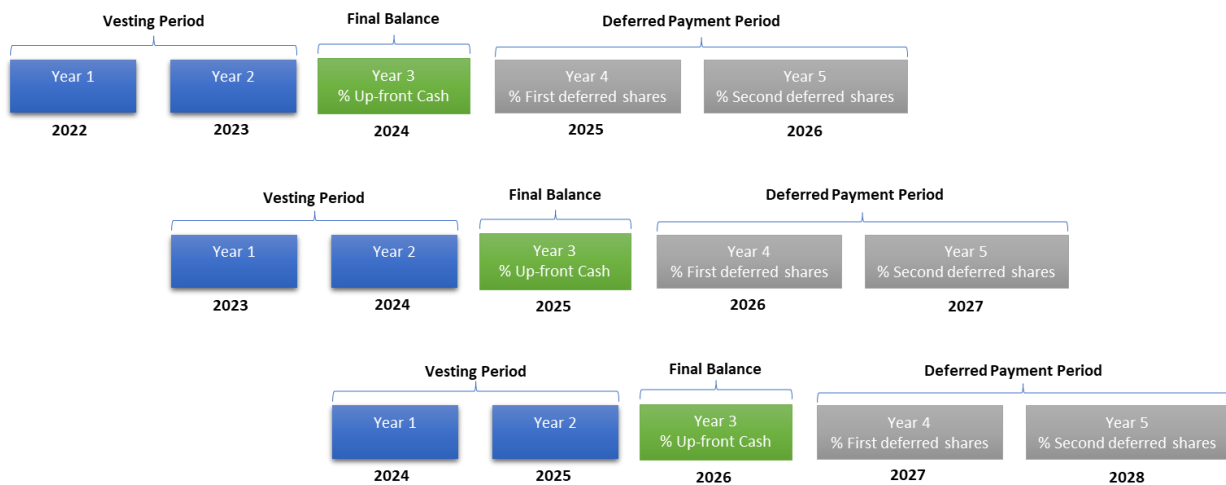 Vesting Period
Final Balance
Deferred Payment Period
Year 1
Year 2
Year 3
% Up-front Cash
Year 4
% First deferred shares
Year 5
% Second deferred shares
2022
2023
2024
2025
2026
Vesting Period
Final Balance
Deferred Payment Period
Year 1
Year 2
Year 3
% Up-front Cash
Year 4
% First deferred shares
Year 5
% Second deferred shares
2023
2024
2025
2026
2027
Vesting Period
Final Balance
Deferred Payment Period
Year 1
Year 2
Year 3
% Up-front Cash
Year 4
% First deferred shares
Year 5
% Second deferred shares
2024
2025
2026
2027
2028